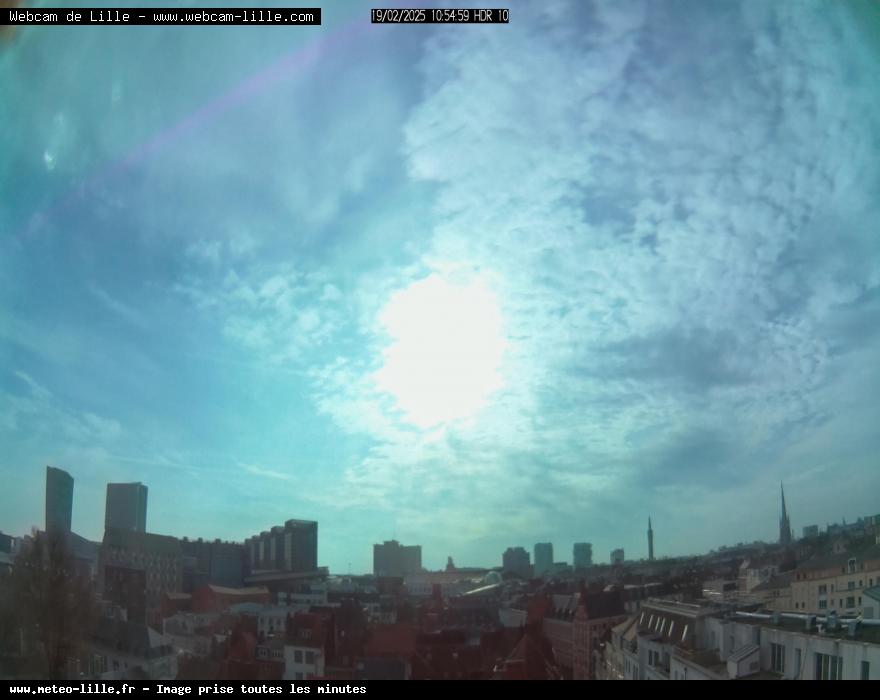 Webcam de Lille - www.webcam-lille.com
19/02/2025 10:54:59 HDR 10
www.meteo-lille.fr - Image prise toutes les minutes